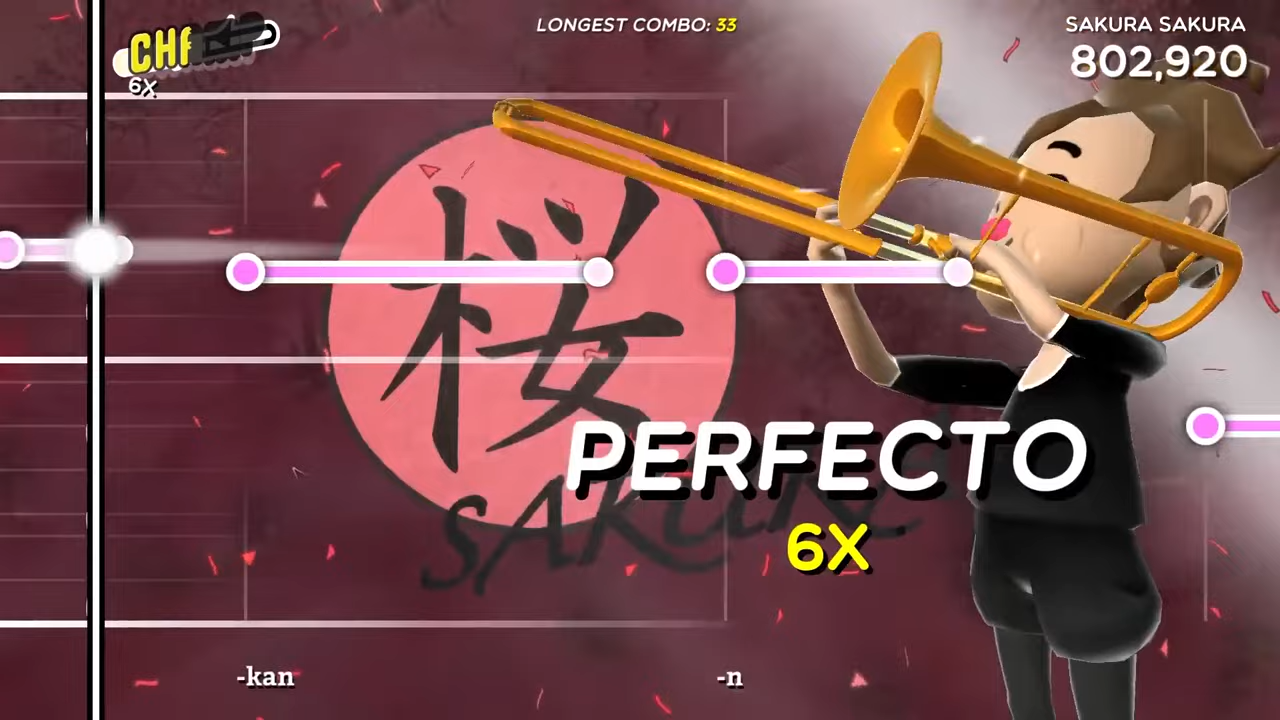 LONGEST COMBO: 33
SAKURA SAKURA
802,920
6X
桜
PERFECTO
6X
-kan
-n